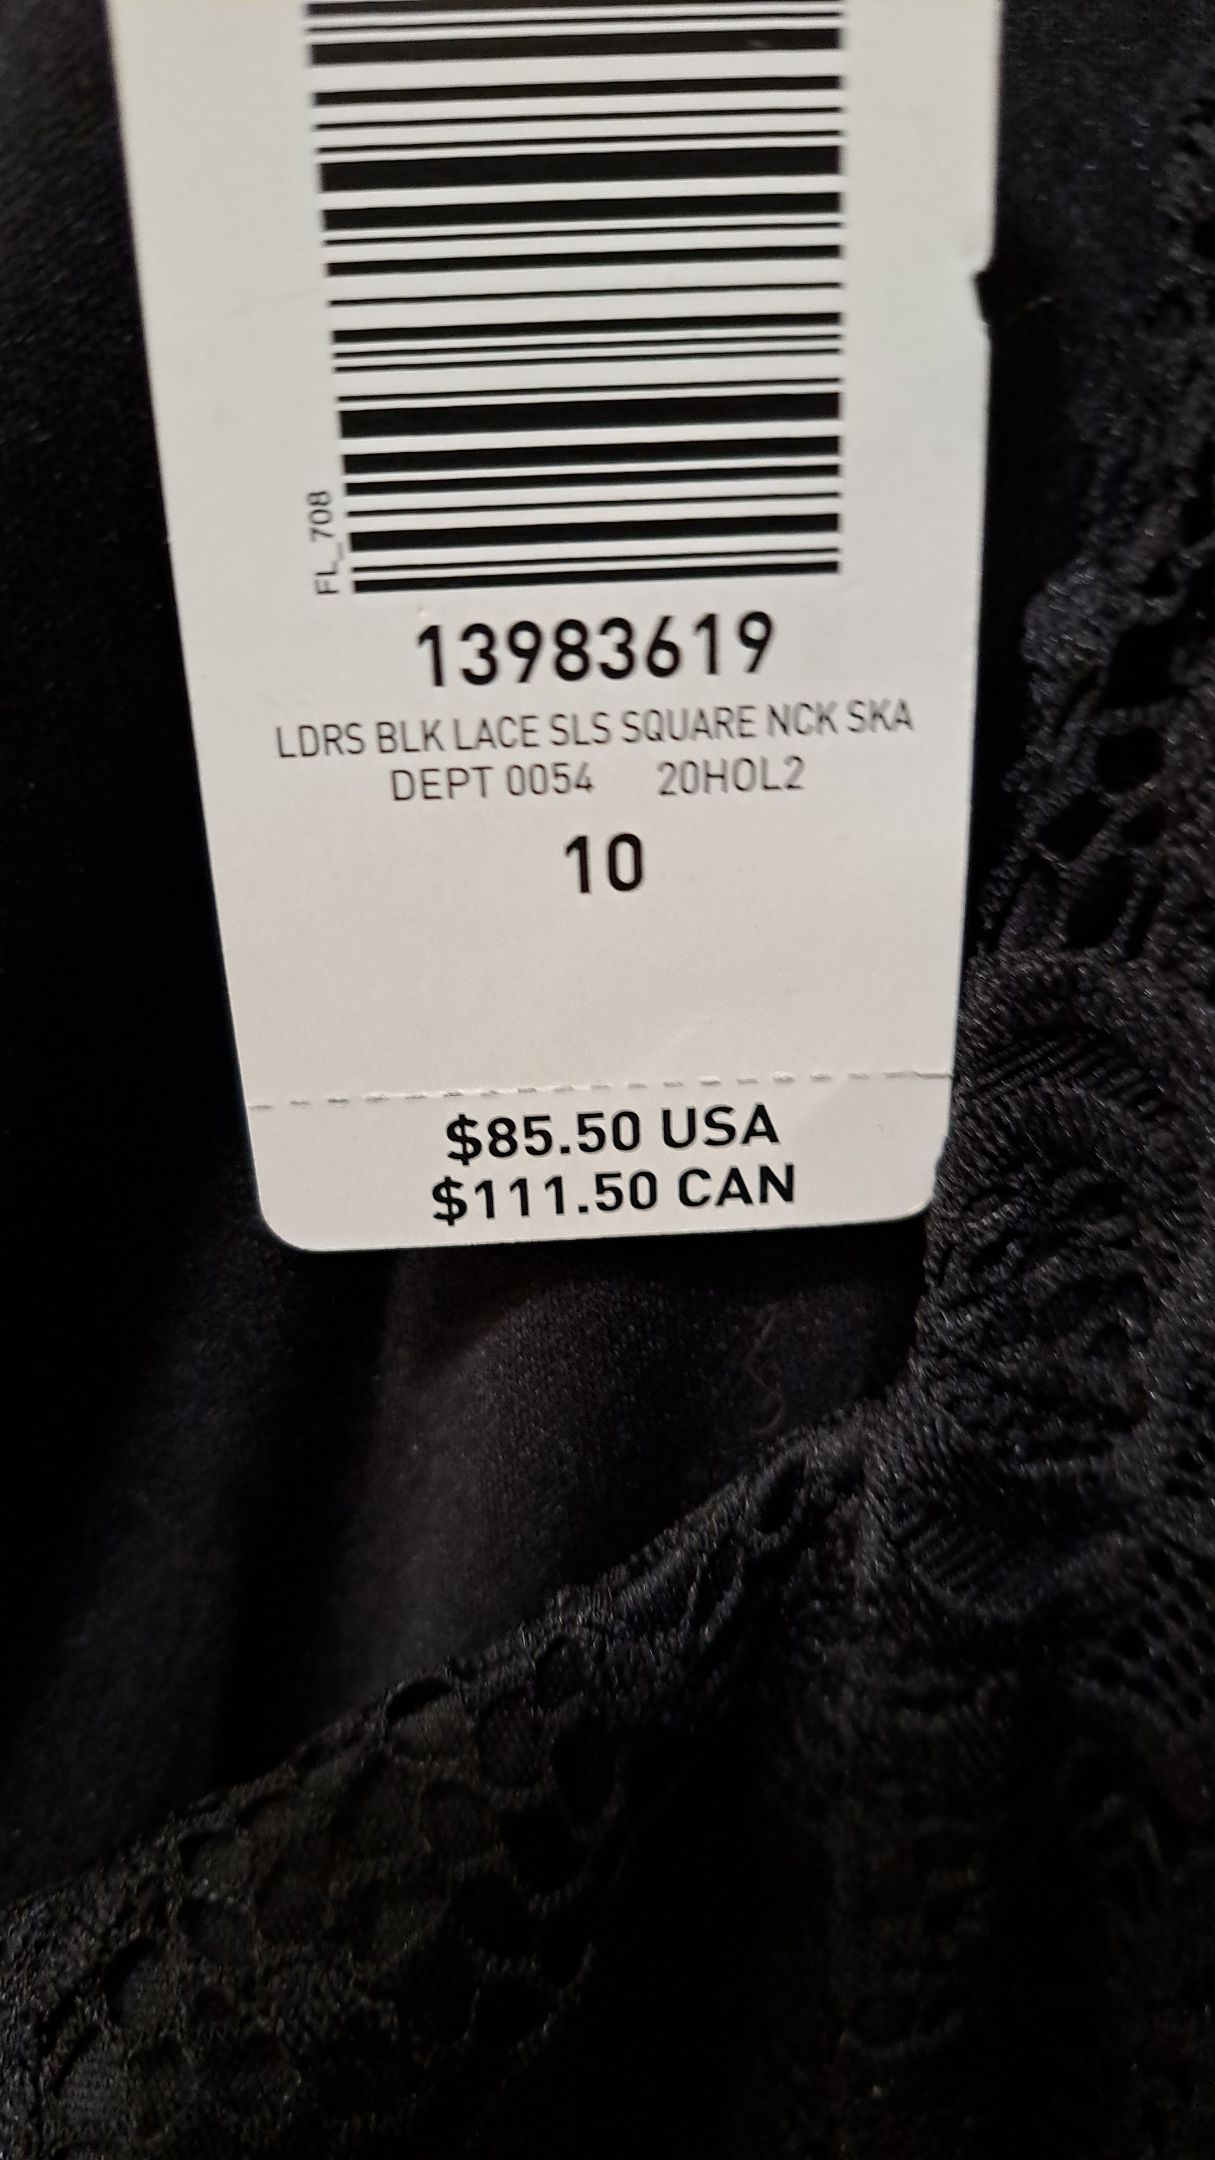 FL_708
13983619
LDRS BLK LACE SLS SQUARE NCK SKA
DEPT 0054 20HOL2
10
$85.50 USA
$111.50 CAN